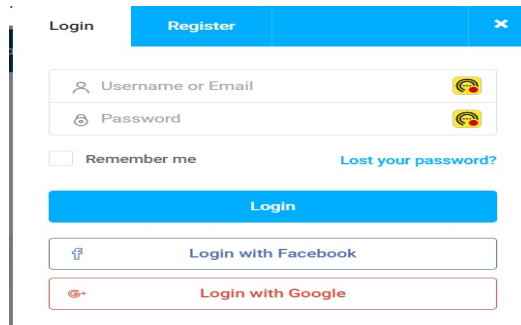 Login Register ×
Username or Email
Password
Remember me Lost your password?
Login
Login with Facebook
G+ Login with Google